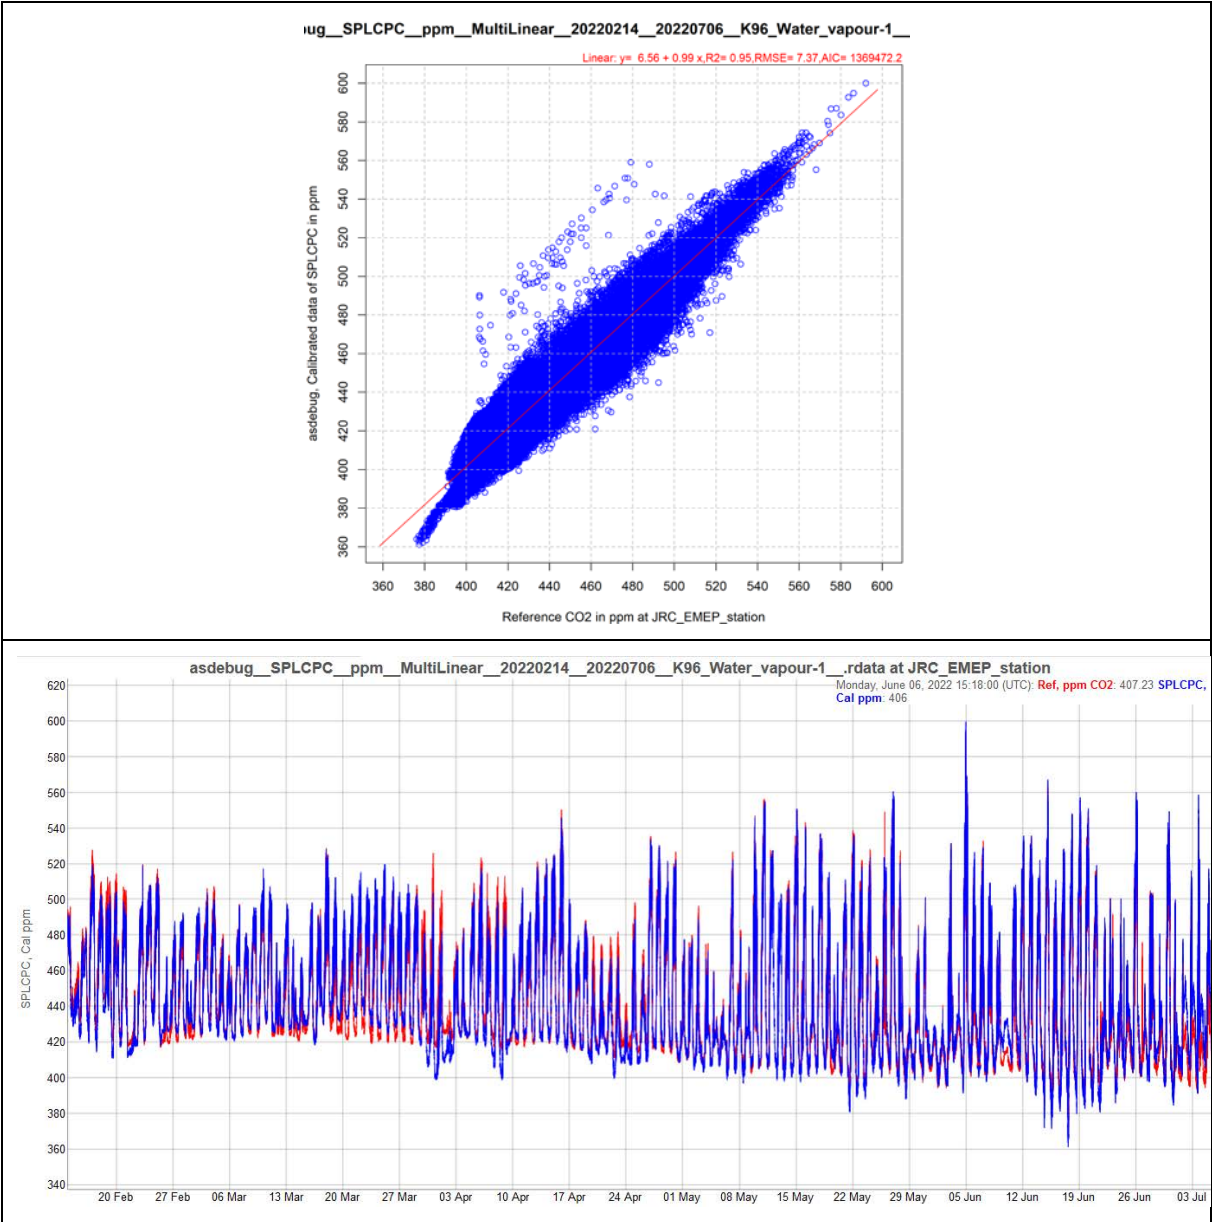 ug__SPLCPC__ppm__MultiLinear__20220214__20220706__K96_Water_vapour-1__
Linear: y= 6.56 + 0.99 x,R2= 0.95,RMSE= 7.37,AIC= 1369472.2
asdebug, Calibrated data of SPLCPC in ppm
600
580
560
540
520
500
480
460
440
420
400
380
360
360 380 400 420 440 460 480 500 520 540 560 580 600
Reference CO2 in ppm at JRC_EMEP_station
asdebug__SPLCPC__ppm__MultiLinear__20220214__20220706__K96_Water_vapour-1__.rdata at JRC_EMEP_station
Monday, June 06, 2022 15:18:00 (UTC): Ref, ppm CO2: 407.23 SPLCPC,
Cal ppm: 406
SPLCPC, Cal ppm
620
600
580
560
540
520
500
480
460
440
420
400
380
360
340
20 Feb 27 Feb 06 Mar 13 Mar 20 Mar 27 Mar 03 Apr 10 Apr 17 Apr 24 Apr 01 May 08 May 15 May 22 May 29 May 05 Jun 12 Jun 19 Jun 26 Jun 03 Jul